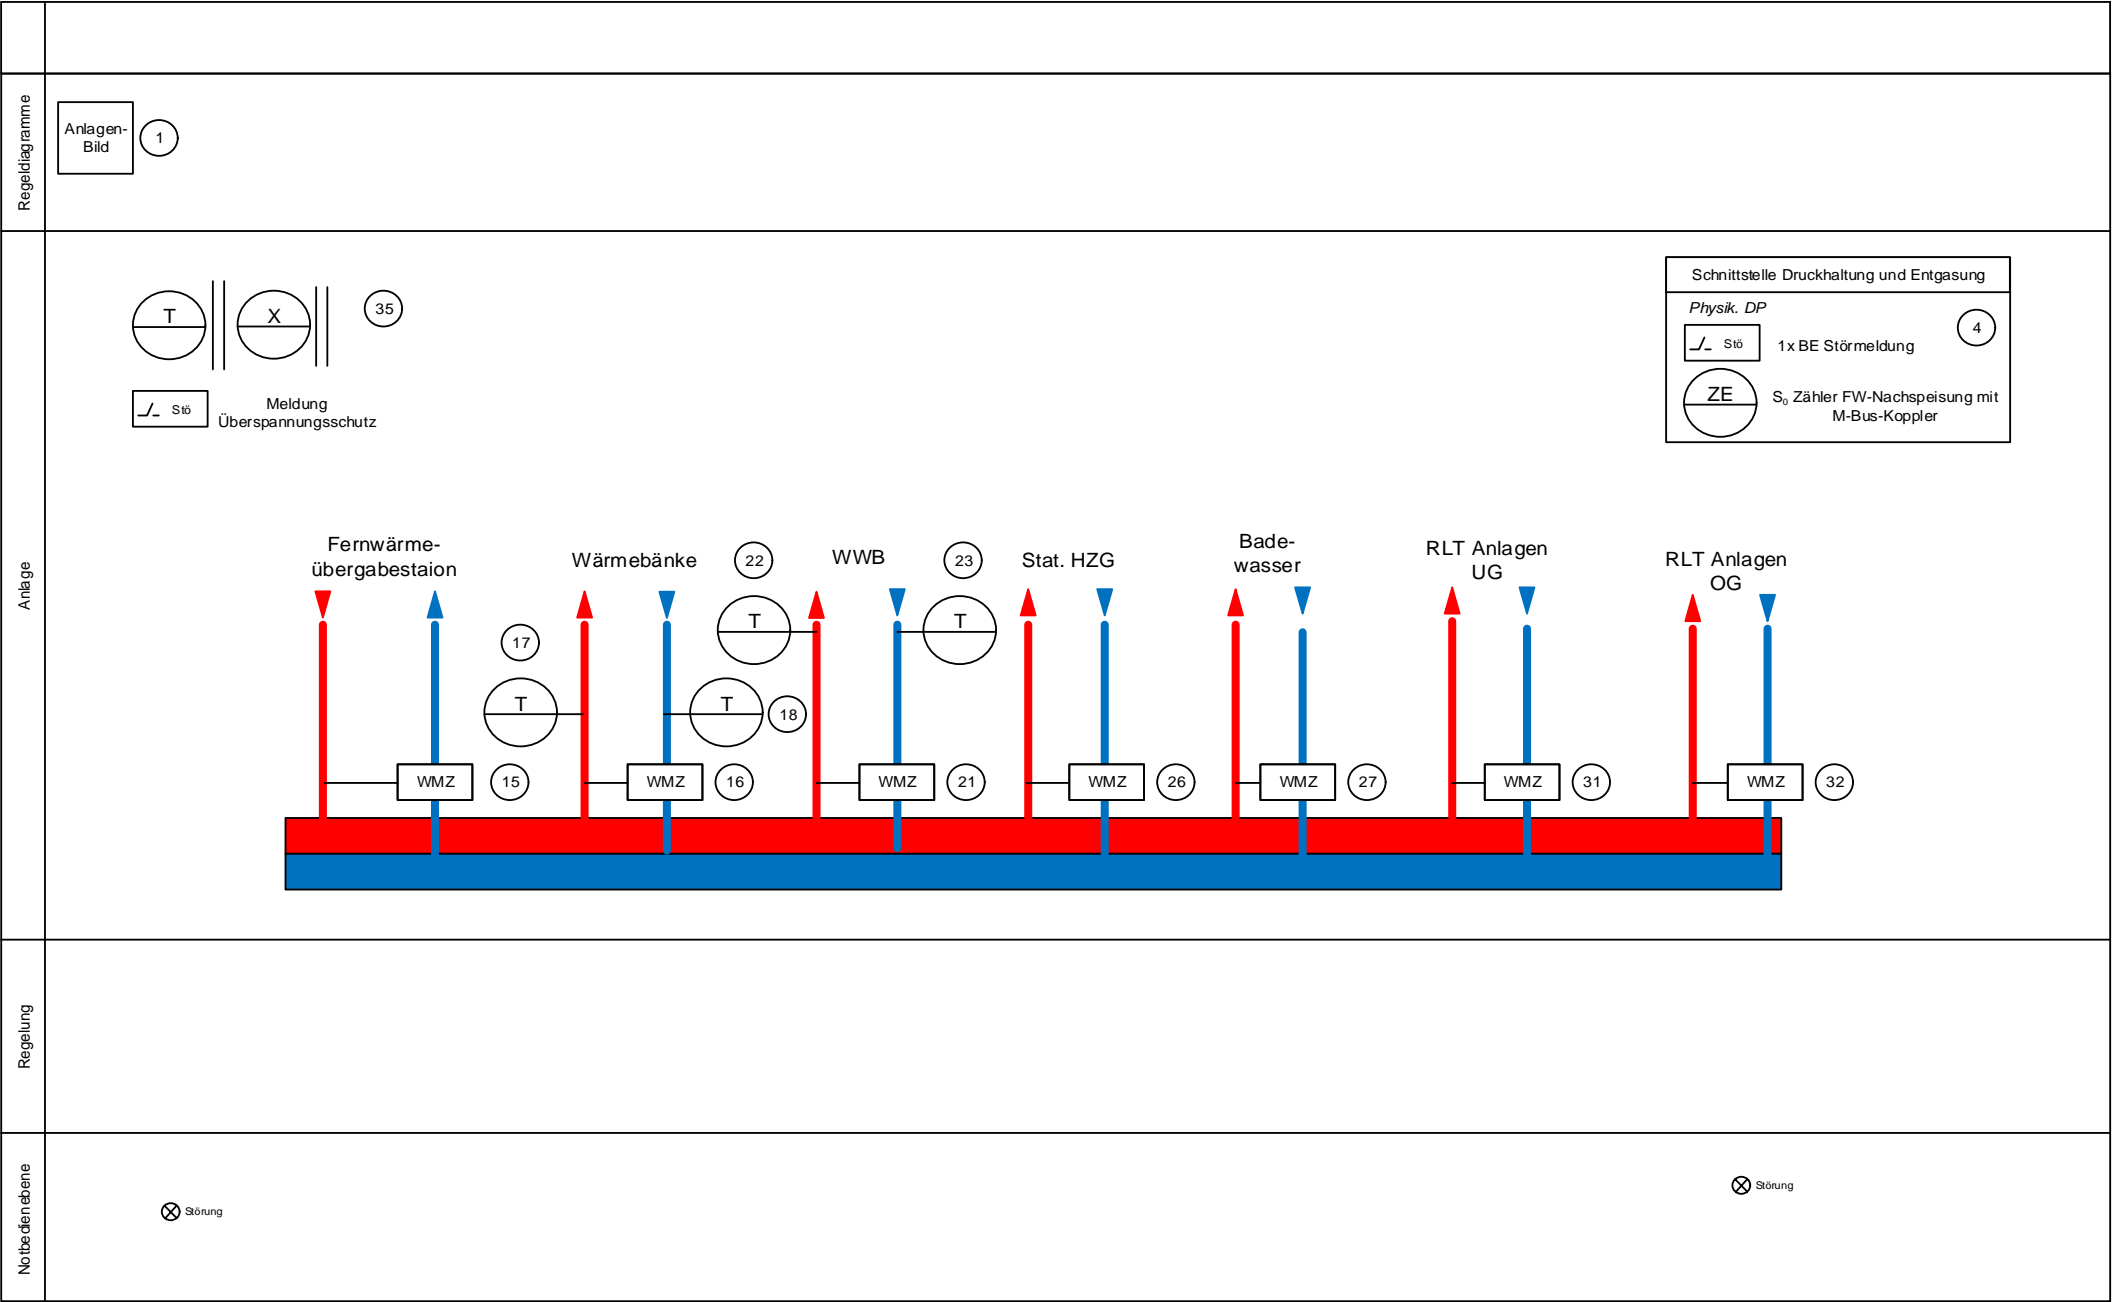 Regeldiagramme
Anlagen-
Bild
1
Anlage
T
X
35
Stö
Meldung
Überspannungsschutz
Schnittstelle Druckhaltung und Entgasung
Physik. DP
4
Stö
1x BE Störmeldung
ZE
S₀ Zähler FW-Nachspeisung mit
M-Bus-Koppler
Fernwärme-
übergabestaion
Wärmebänke
22
WWB
23
Stat. HZG
Bade-
wasser
RLT Anlagen
UG
RLT Anlagen
OG
T
T
17
T
T
18
WMZ
15
WMZ
16
WMZ
21
WMZ
26
WMZ
27
WMZ
31
WMZ
32
Regelung
Notbedienebene
Störung
Störung